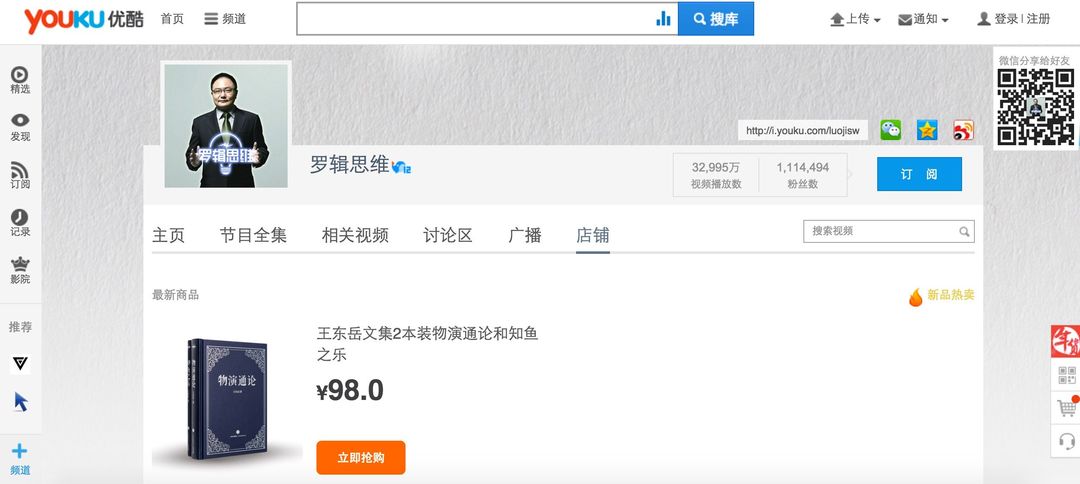 YOUKU 优酷
首页
频道
搜库
上传
通知
登录 | 注册
精选
发现
订阅
记录
影院
推荐
频道
微信分享给好友
罗辑思维
http://i.youku.com/luojisw
罗辑思维
12
32,995万
视频播放数
1,114,494
粉丝数
订 阅
主页
节目全集
相关视频
讨论区
广播
店铺
搜索视频
最新商品
新品热卖
物演通论
王东岳文集2本装物演通论和知鱼
之乐
¥98.0
立即抢购
年货